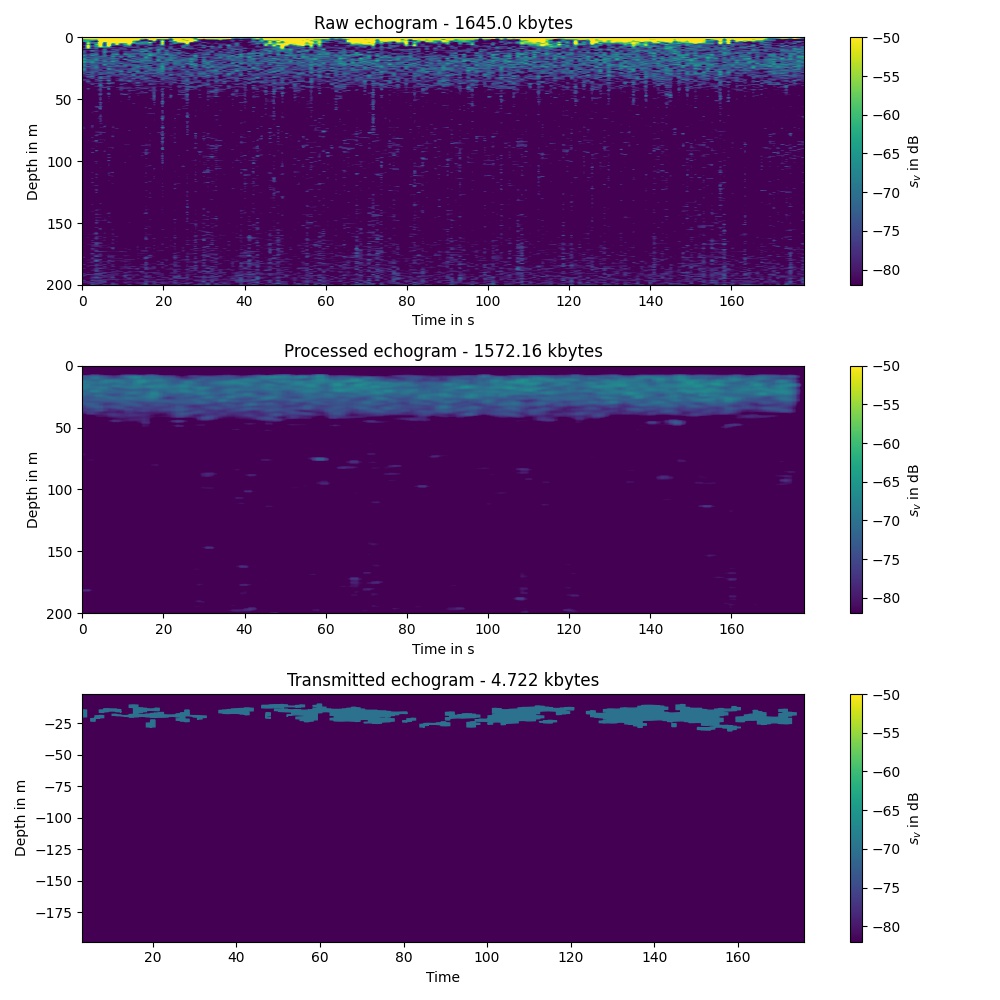 Raw echogram - 1645.0 kbytes
0
50
100
150
200
Depth in m
0 20 40 60 80 100 120 140 160
Time in s
−50
−55
−60
−65
−70
−75
−80
s_v in dB
Processed echogram - 1572.16 kbytes
0
50
100
150
200
Depth in m
0 20 40 60 80 100 120 140 160
Time in s
−50
−55
−60
−65
−70
−75
−80
s_v in dB
Transmitted echogram - 4.722 kbytes
−25
−50
−75
−100
−125
−150
−175
Depth in m
20 40 60 80 100 120 140 160
Time
−50
−55
−60
−65
−70
−75
−80
s_v in dB